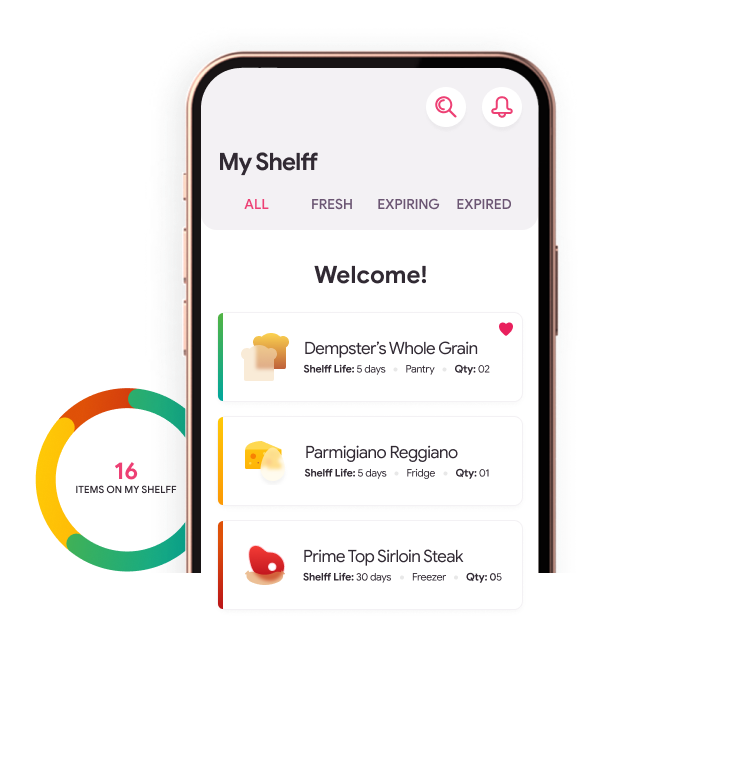 My Shelff
ALL FRESH EXPIRING EXPIRED
Welcome!
Dempster's Whole Grain
Shelff Life: 5 days Pantry Qty: 02
Parmigiano Reggiano
Shelff Life: 5 days Fridge Qty: 01
Prime Top Sirloin Steak
Shelff Life: 30 days Freezer Qty: 05
16
ITEMS ON MY SHELFF